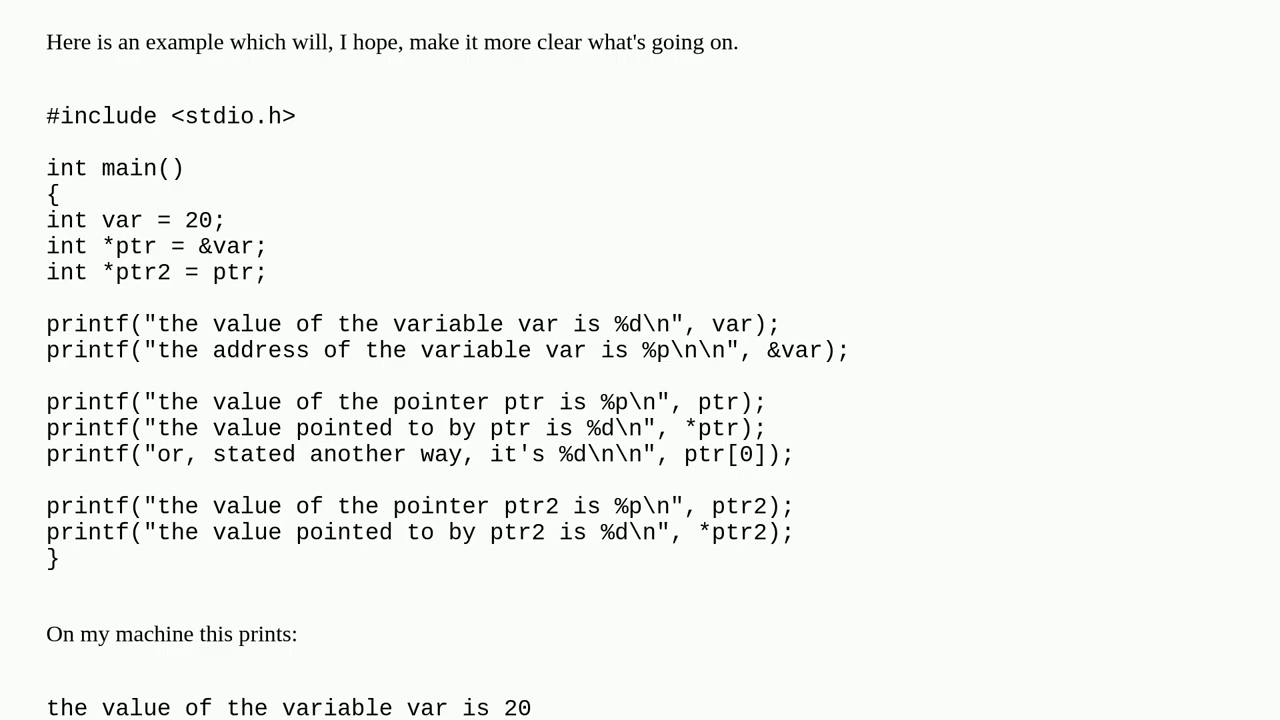 Here is an example which will, I hope, make it more clear what's going on.
#include <stdio.h>
int main()
{
int var = 20;
int *ptr = &var;
int *ptr2 = ptr;
printf("the value of the variable var is %d\n", var);
printf("the address of the variable var is %p\n\n", &var);
printf("the value of the pointer ptr is %p\n", ptr);
printf("the value pointed to by ptr is %d\n", *ptr);
printf("or, stated another way, it's %d\n\n", ptr[0]);
printf("the value of the pointer ptr2 is %p\n", ptr2);
printf("the value pointed to by ptr2 is %d\n", *ptr2);
}
On my machine this prints:
the value of the variable var is 20